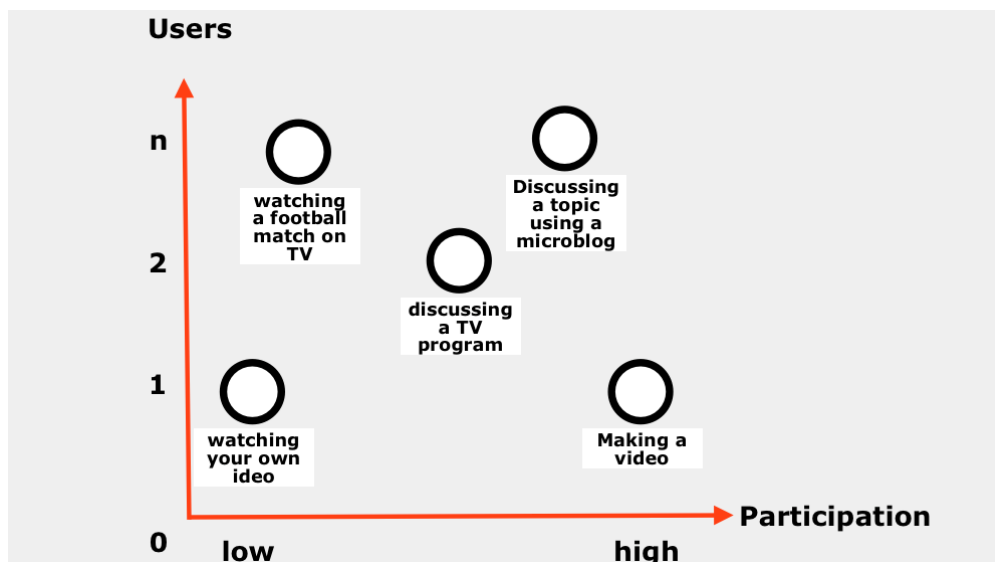 Users
n
watching
a football
match on
TV
Discussing
a topic
using a
microblog
2
discussing
a TV
program
1
watching
your own
ideo
Making a
video
Participation
0
low
high